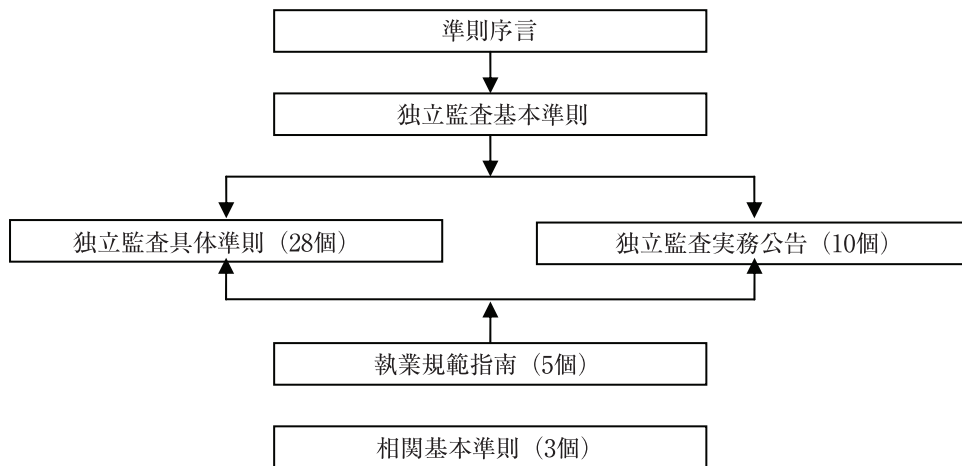 準則序言
独立監査基本準則
独立監査具体準則（28個）
独立監査実務公告（10個）
執業規範指南（5個）
相関基本準則（3個）